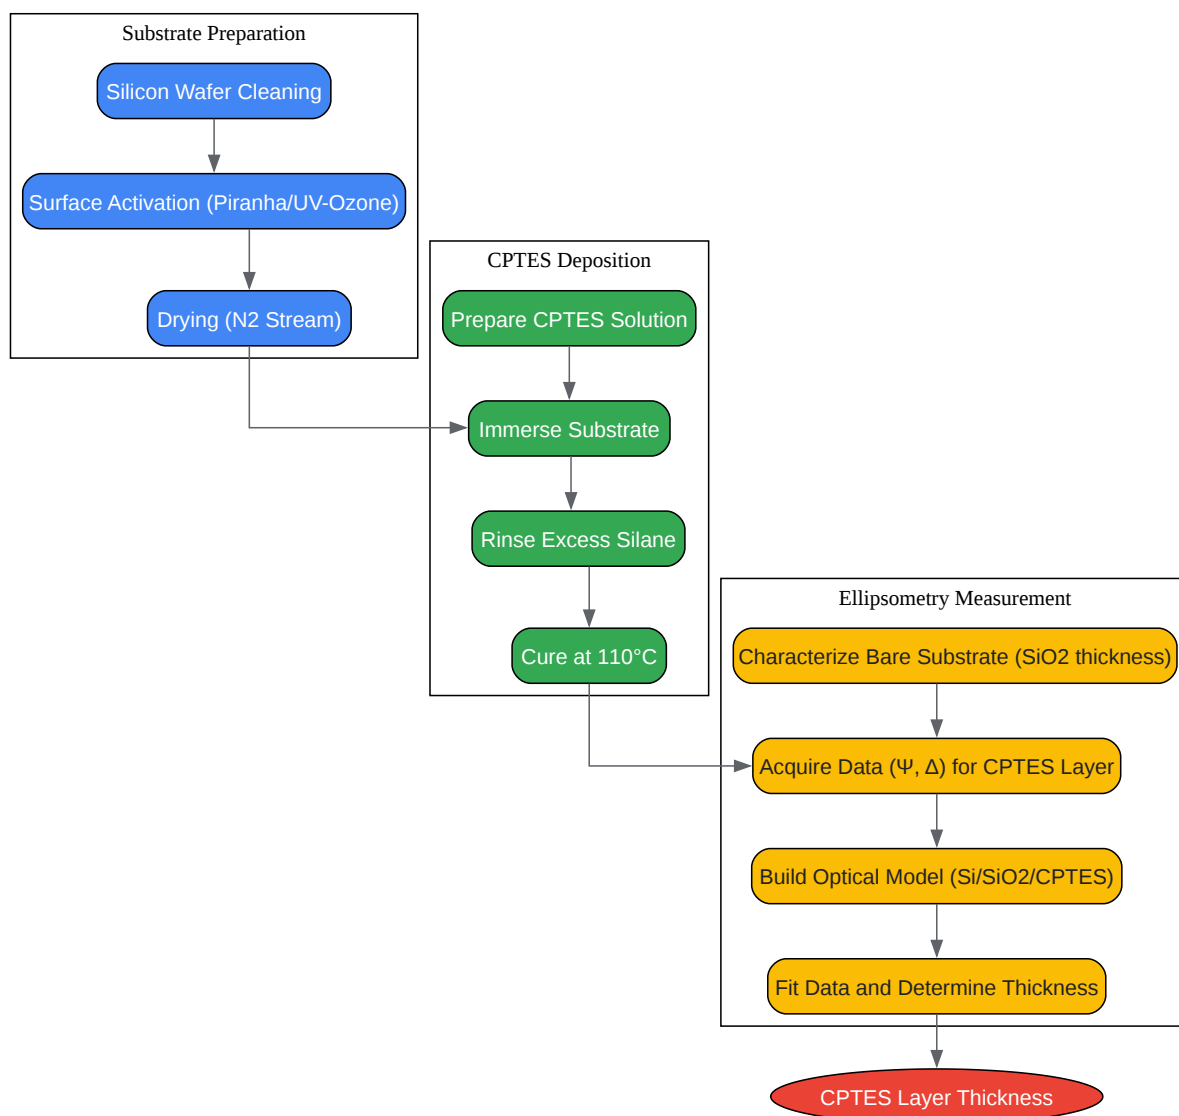 Substrate Preparation
Silicon Wafer Cleaning
Surface Activation (Piranha/UV-Ozone)
Drying (N2 Stream)
CPTES Deposition
Prepare CPTES Solution
Immerse Substrate
Rinse Excess Silane
Cure at 110°C
Ellipsometry Measurement
Characterize Bare Substrate (SiO2 thickness)
Acquire Data (Ψ, Δ) for CPTES Layer
Build Optical Model (Si/SiO2/CPTES)
Fit Data and Determine Thickness
CPTES Layer Thickness